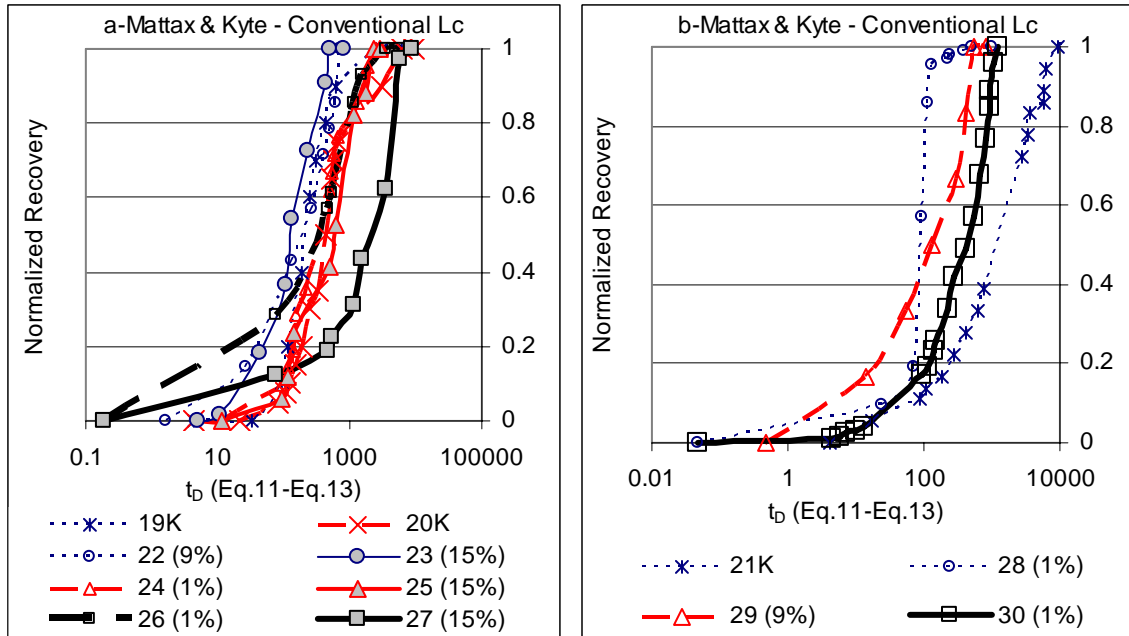 a-Mattax & Kyte - Conventional Lc
Normalized Recovery
1
0.8
0.6
0.4
0.2
0
0.1 10 1000 100000
tD (Eq.11-Eq.13)
19K 20K
22 (9%) 23 (15%)
24 (1%) 25 (15%)
26 (1%) 27 (15%)
b-Mattax & Kyte - Conventional Lc
Normalized Recovery
1
0.8
0.6
0.4
0.2
0
0.01 1 100 10000
tD (Eq.11-Eq.13)
21K 28 (1%)
29 (9%) 30 (1%)